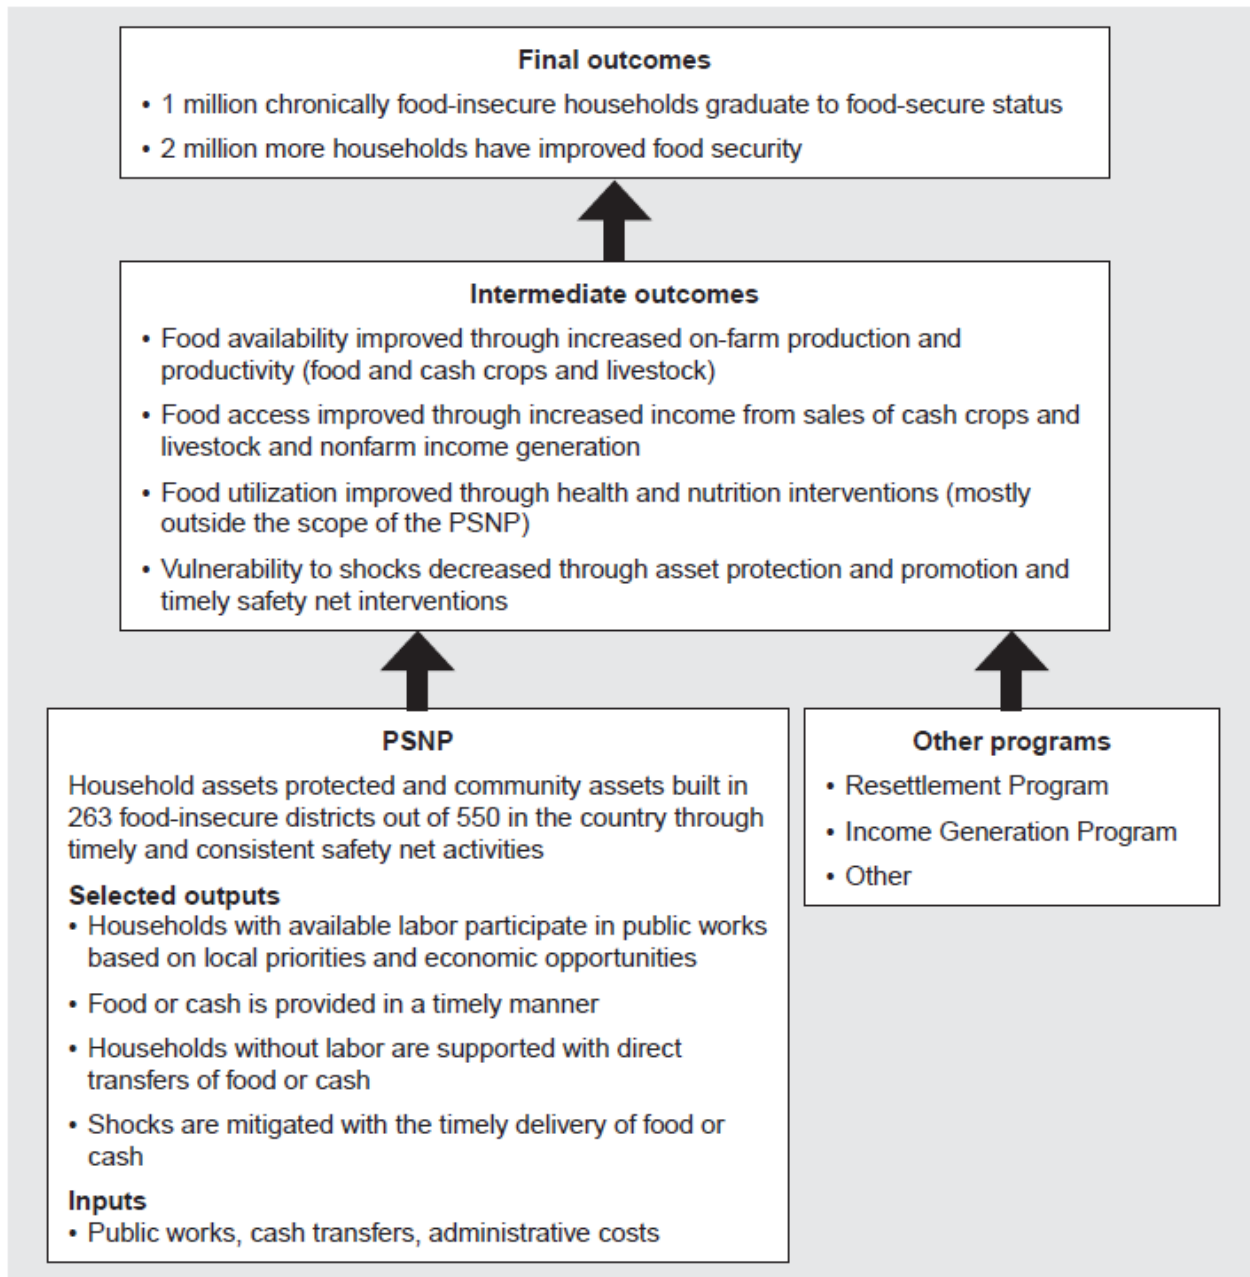 Final outcomes
• 1 million chronically food-insecure households graduate to food-secure status
• 2 million more households have improved food security
Intermediate outcomes
• Food availability improved through increased on-farm production and
productivity (food and cash crops and livestock)
• Food access improved through increased income from sales of cash crops and
livestock and nonfarm income generation
• Food utilization improved through health and nutrition interventions (mostly
outside the scope of the PSNP)
• Vulnerability to shocks decreased through asset protection and promotion and
timely safety net interventions
PSNP
Household assets protected and community assets built in
263 food-insecure districts out of 550 in the country through
timely and consistent safety net activities
Selected outputs
• Households with available labor participate in public works
based on local priorities and economic opportunities
• Food or cash is provided in a timely manner
• Households without labor are supported with direct
transfers of food or cash
• Shocks are mitigated with the timely delivery of food or
cash
Inputs
• Public works, cash transfers, administrative costs
Other programs
• Resettlement Program
• Income Generation Program
• Other